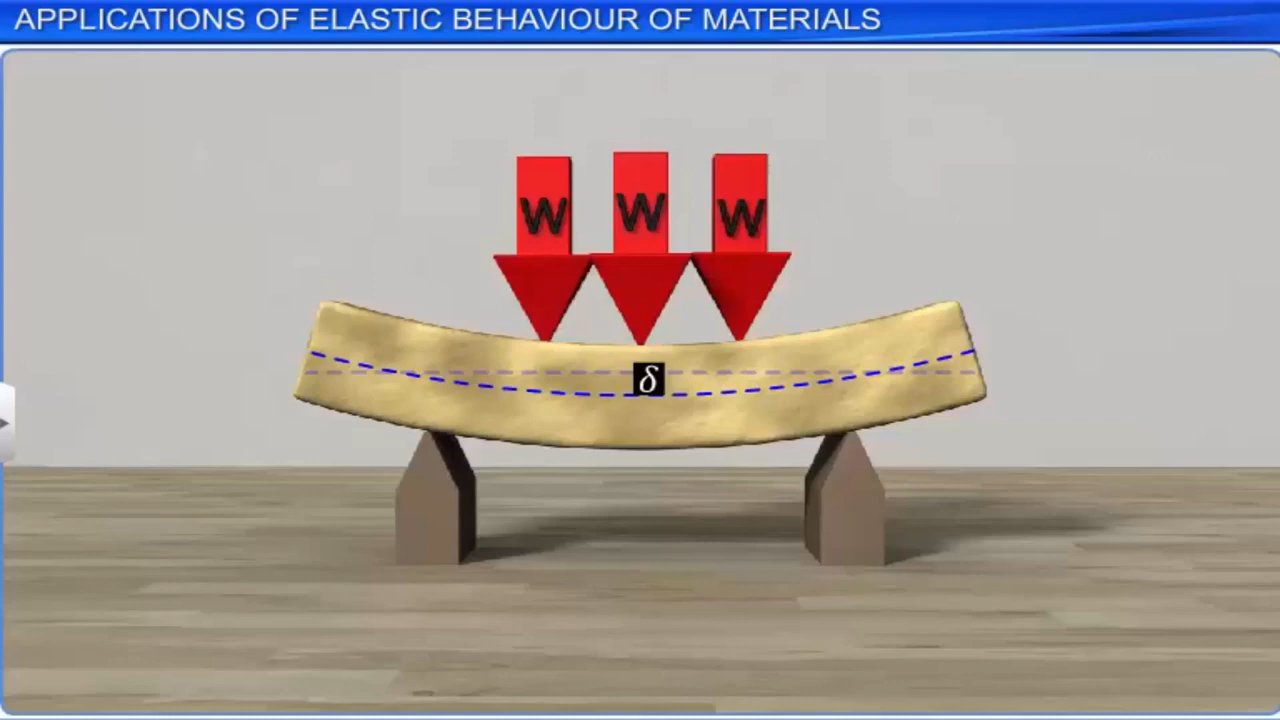 APPLICATIONS OF ELASTIC BEHAVIOUR OF MATERIALS
W W W
δ